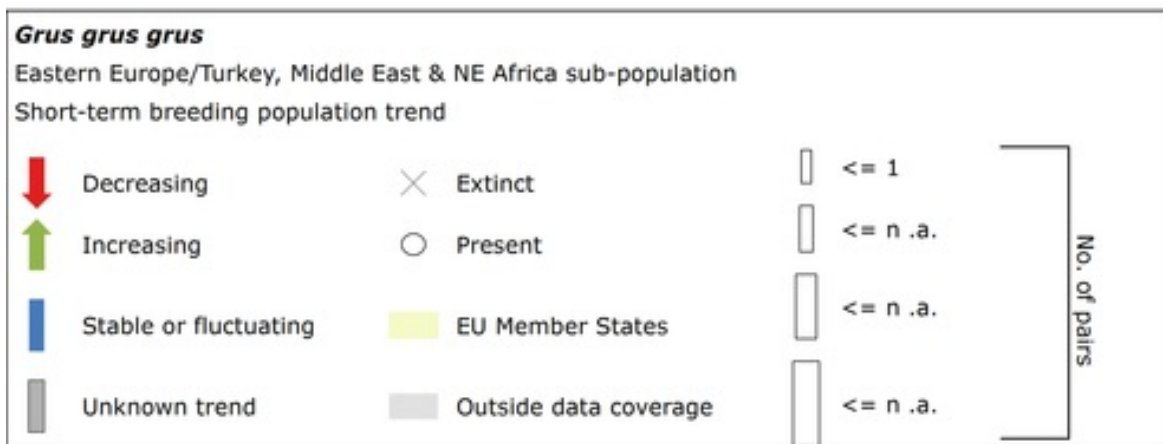 Grus grus grus
Eastern Europe/Turkey, Middle East & NE Africa sub-population
Short-term breeding population trend
Decreasing
Increasing
Stable or fluctuating
Unknown trend
Extinct
Present
EU Member States
Outside data coverage
<= 1
<= n .a.
<= n .a.
<= n .a.
No. of pairs